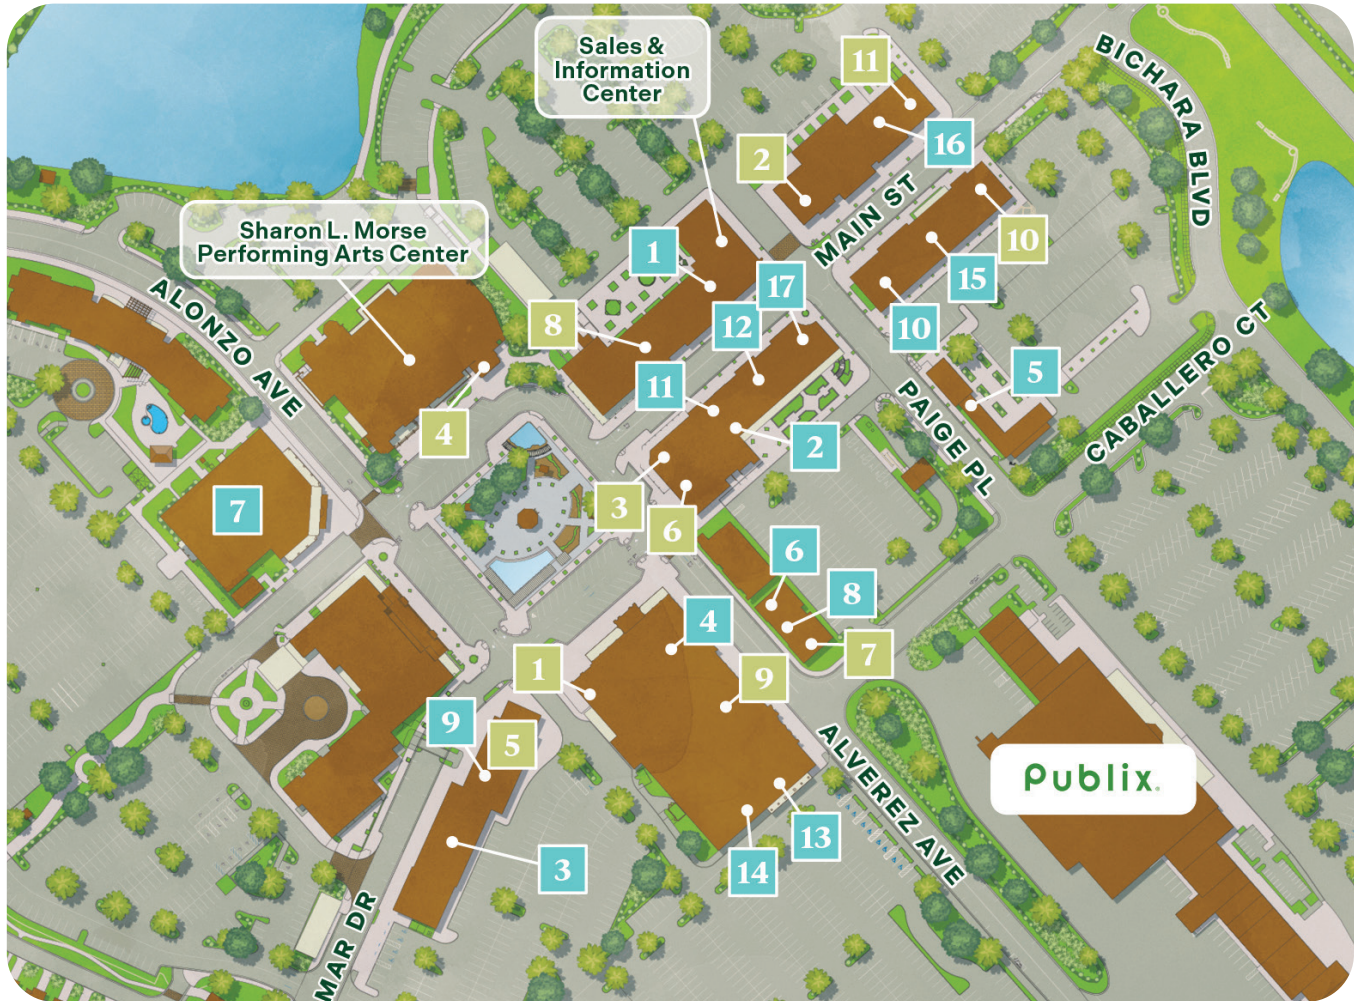 Sales &
Information
Center
11
BICHARA BLVD
16
2
MAIN ST
Sharon L. Morse
Performing Arts Center
1
10
17
15
ALONZO AVE
8
12
10
CABALLERO CT
11
5
PAIGE PL
4
2
7
3
6
6
8
4
7
1
9
9
5
ALVEREZ AVE
Publix.
13
3
14
MAR DR